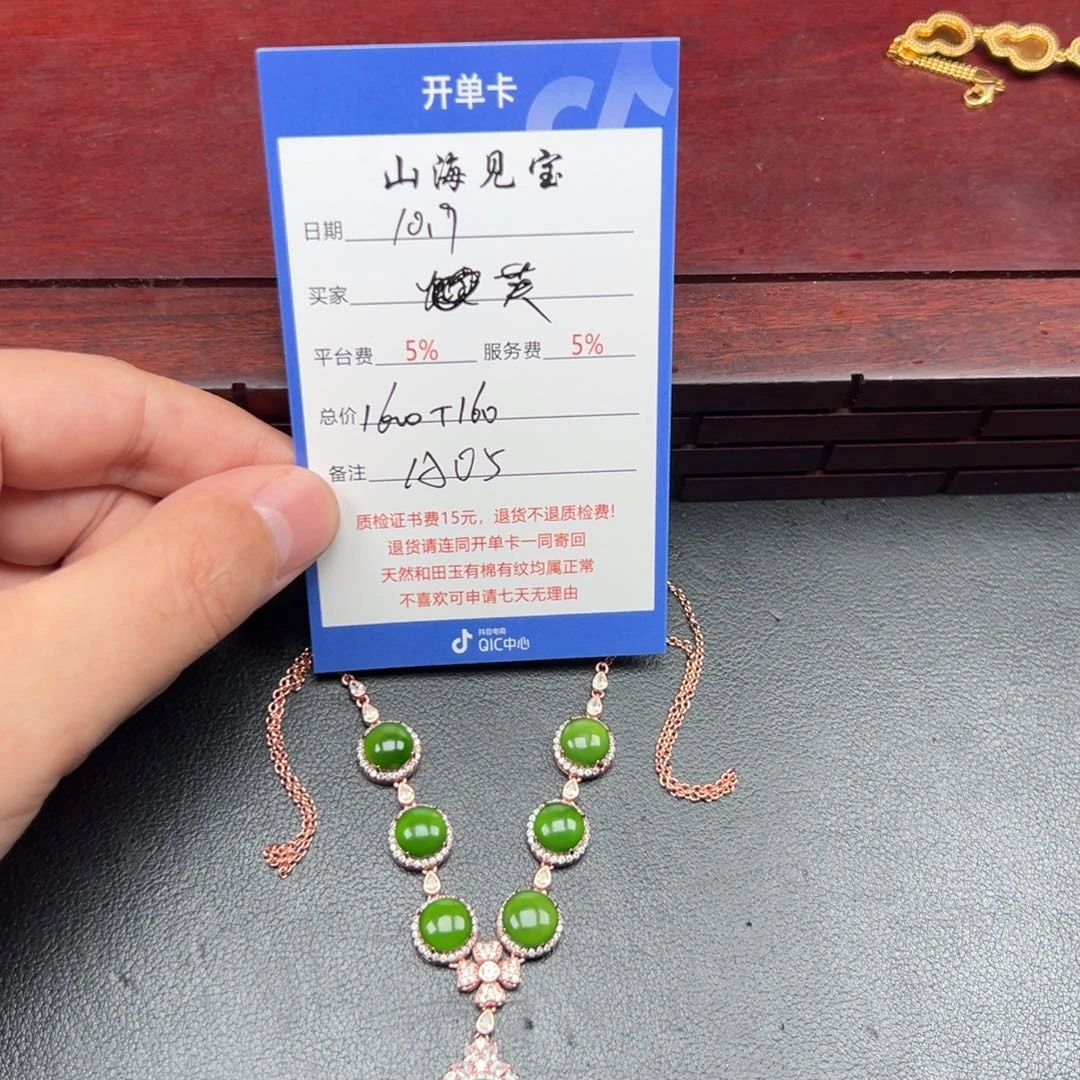 开单卡
山海见宝
日期 10.9
买家 芙
平台费 5% 服务费 5%
总价 1600+160
备注 1A05
质检证书费15元，退货不退质检费！
退货请连同开单卡一同寄回
天然和田玉有棉有纹均属正常
不喜欢可申请七天无理由
抖音电商
QIC中心